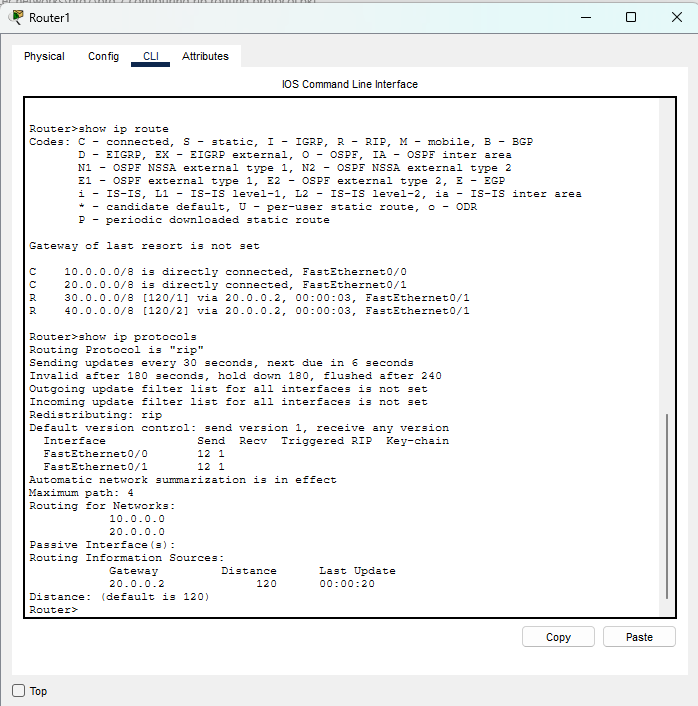 Router1
Physical Config CLI Attributes
IOS Command Line Interface
Router>show ip route
Codes: C - connected, S - static, I - IGRP, R - RIP, M - mobile, B - BGP
       D - EIGRP, EX - EIGRP external, O - OSPF, IA - OSPF inter area
       N1 - OSPF NSSA external type 1, N2 - OSPF NSSA external type 2
       E1 - OSPF external type 1, E2 - OSPF external type 2, E - EGP
       i - IS-IS, L1 - IS-IS level-1, L2 - IS-IS level-2, ia - IS-IS inter area
       * - candidate default, U - per-user static route, o - ODR
       P - periodic downloaded static route
Gateway of last resort is not set
C    10.0.0.0/8 is directly connected, FastEthernet0/0
C    20.0.0.0/8 is directly connected, FastEthernet0/1
R    30.0.0.0/8 [120/1] via 20.0.0.2, 00:00:03, FastEthernet0/1
R    40.0.0.0/8 [120/2] via 20.0.0.2, 00:00:03, FastEthernet0/1
Router>show ip protocols
Routing Protocol is "rip"
Sending updates every 30 seconds, next due in 6 seconds
Invalid after 180 seconds, hold down 180, flushed after 240
Outgoing update filter list for all interfaces is not set
Incoming update filter list for all interfaces is not set
Redistributing: rip
Default version control: send version 1, receive any version
  Interface             Send  Recv  Triggered RIP  Key-chain
  FastEthernet0/0       12 1
  FastEthernet0/1       12 1
Automatic network summarization is in effect
Maximum path: 4
Routing for Networks:
           10.0.0.0
           20.0.0.0
Passive Interface(s):
Routing Information Sources:
           Gateway         Distance      Last Update
           20.0.0.2             120      00:00:20
Distance: (default is 120)
Router>
Copy Paste
Top